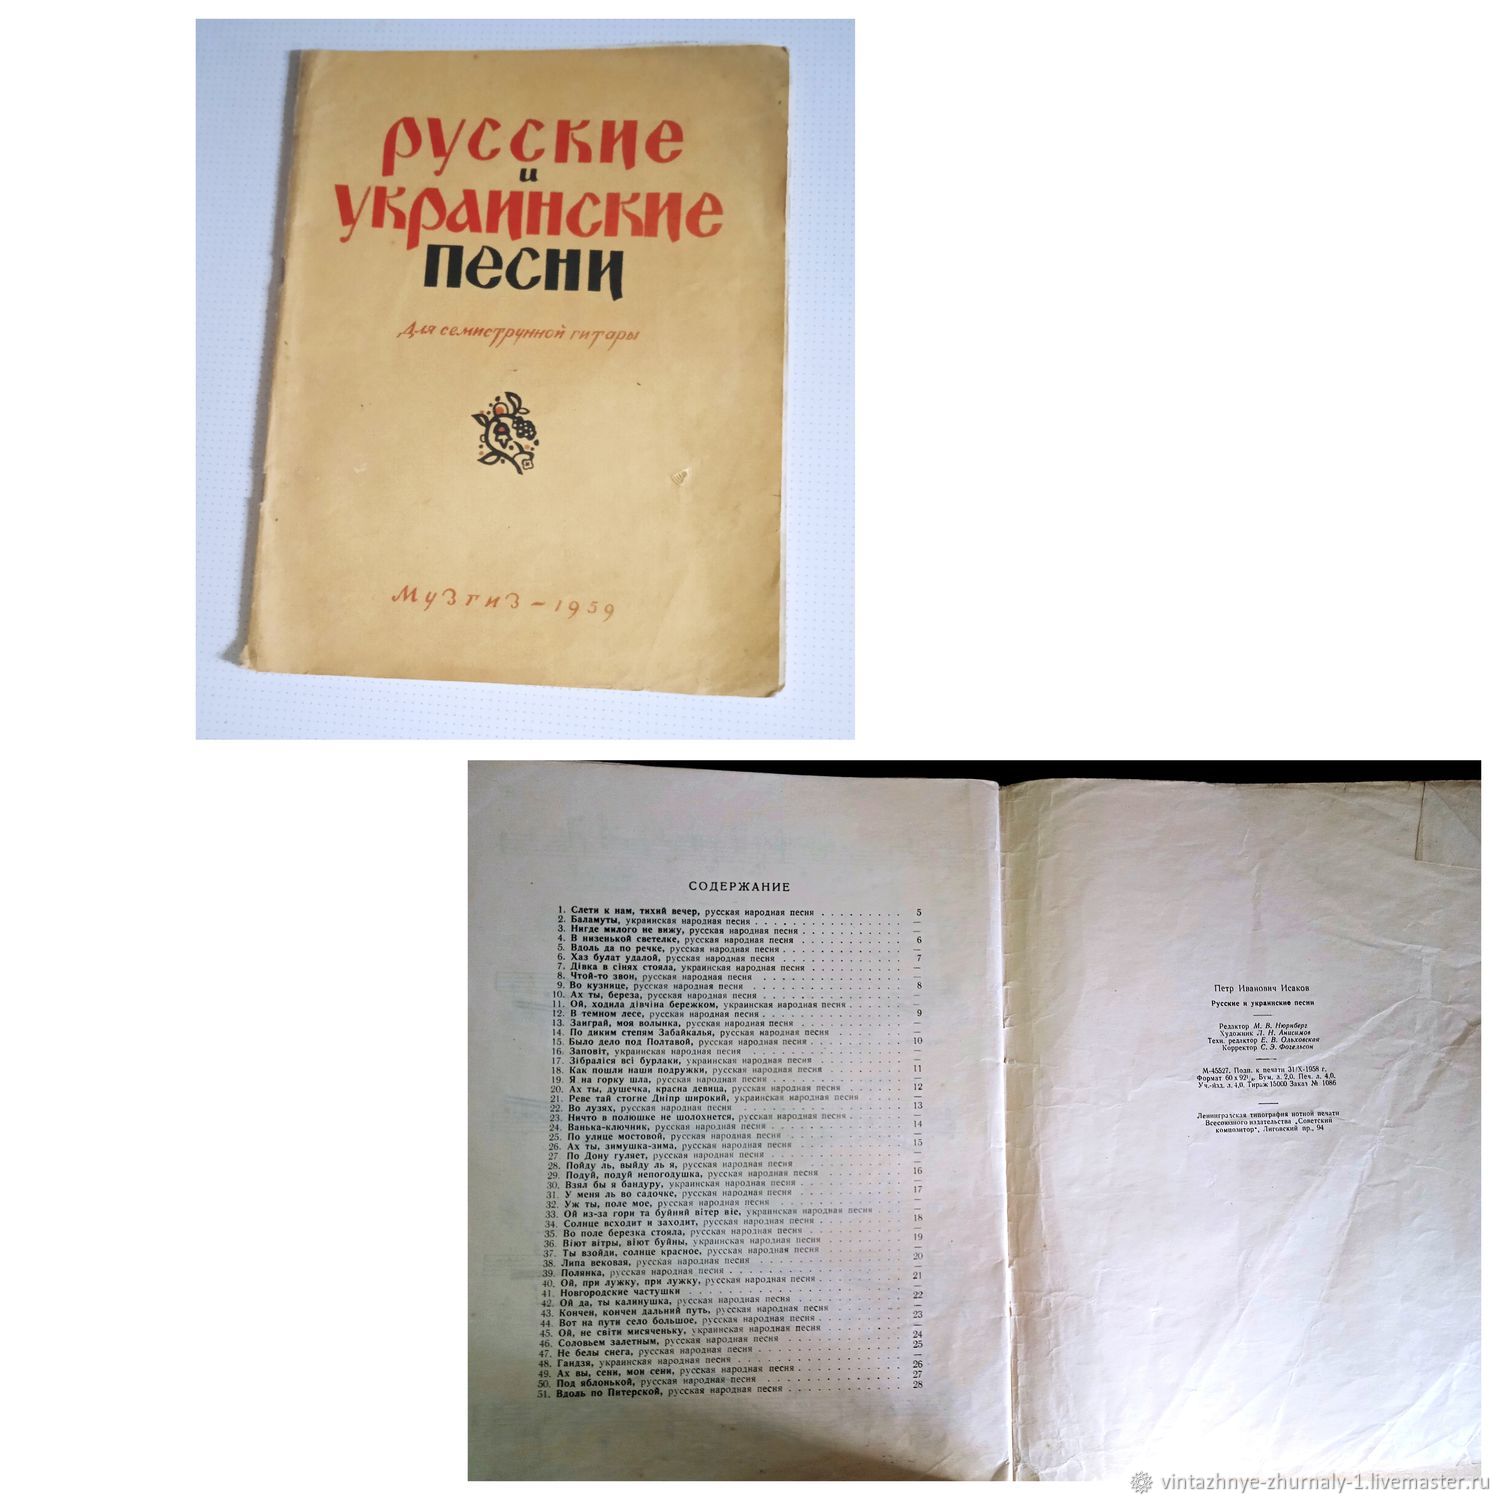 русские
и
украинские
песни
Для семиструнной гитары
Музгиз – 1959
СОДЕРЖАНИЕ
1. Слети к нам, тихий вечер, русская народная песня . . . . . . . . . 5
2. Баламуты, украинская народная песня . . . . . . . . . —
3. Нигде милого не вижу, русская народная песня . . . . . . . . . —
4. В низенькой светелке, русская народная песня . . . . . . . . . 6
5. Вдоль да по речке, русская народная песня . . . . . . . . . —
6. Хаз булат удалой, русская народная песня . . . . . . . . . 7
7. Дівка в сінях стояла, украинская народная песня . . . . . . . . . —
8. Чтой-то звон, русская народная песня . . . . . . . . . —
9. Во кузнице, русская народная песня . . . . . . . . . 8
10. Ах ты, береза, русская народная песня . . . . . . . . . —
11. Ой, ходила дівчіна бережком, украинская народная песня . . . . . . . . . —
12. В темном лесе, русская народная песня . . . . . . . . . 9
13. Заиграй, моя волынка, русская народная песня . . . . . . . . . —
14. По диким степям Забайкалья, русская народная песня . . . . . . . . . —
15. Было дело под Полтавой, русская народная песня . . . . . . . . . 10
16. Заповіт, украинская народная песня . . . . . . . . . —
17. Зібраліся всі бурлаки, украинская народная песня . . . . . . . . . —
18. Как пошли наши подружки, русская народная песня . . . . . . . . . 11
19. Я на горку шла, русская народная песня . . . . . . . . . —
20. Ах ты, душечка, красна девица, русская народная песня . . . . . . . . . 12
21. Реве тай стогне Дніпр широкий, украинская народная песня . . . . . . . . . —
22. Во лузях, русская народная песня . . . . . . . . . 13
23. Ничто в полюшке не шолохнется, русская народная песня . . . . . . . . . —
24. Ванька-ключник, русская народная песня . . . . . . . . . 14
25. По улице мостовой, русская народная песня . . . . . . . . . —
26. Ах ты, зимушка-зима, русская народная песня . . . . . . . . . 15
27. По Дону гуляет, русская народная песня . . . . . . . . . —
28. Пойду ль, выйду ль я, русская народная песня . . . . . . . . . —
29. Подуй, подуй непогодушка, русская народная песня . . . . . . . . . 16
30. Взял бы я бандуру, украинская народная песня . . . . . . . . . —
31. У меня ль во садочке, русская народная песня . . . . . . . . . 17
32. Уж ты, поле мое, русская народная песня . . . . . . . . . —
33. Ой из-за гори та буйний вітер віе, украинская народная песня . . . . . . . . . —
34. Солнце всходит и заходит, русская народная песня . . . . . . . . . 18
35. Во поле березка стояла, русская народная песня . . . . . . . . . —
36. Віют вітры, віют буйны, украинская народная песня . . . . . . . . . 19
37. Ты взойди, солнце красное, русская народная песня . . . . . . . . . —
38. Липа вековая, русская народная песня . . . . . . . . . 20
39. Полянка, русская народная песня . . . . . . . . . —
40. Ой, при лужку, при лужку, русская народная песня . . . . . . . . . 21
41. Новгородские частушки . . . . . . . . . —
42. Ой да, ты калинушка, русская народная песня . . . . . . . . . 22
43. Кончен, кончен дальний путь, русская народная песня . . . . . . . . . —
44. Вот на пути село большое, русская народная песня . . . . . . . . . 23
45. Ой, не світи мисяченьку, украинская народная песня . . . . . . . . . —
46. Соловьем залетным, русская народная песня . . . . . . . . . 24
47. Не белы снега, русская народная песня . . . . . . . . . 25
48. Гандзя, украинская народная песня . . . . . . . . . —
49. Ах вы, сени, мои сени, русская народная песня . . . . . . . . . 26
50. Под яблонькой, русская народная песня . . . . . . . . . 27
51. Вдоль по Питерской, русская народная песня . . . . . . . . . 28
Петр Иванович Исаков
Русские и украинские песни
Редактор М. В. Нюрнберг
Художник Л. Н. Анисимов
Техн. редактор Е. В. Ольховская
Корректор С. Э. Фогельсон
М-45527. Подп. к печати 31/X-1958 г.
Формат 60 х 92¹/₈. Бум. л. 2,0. Печ. л. 4,0.
Уч.-изд. л. 4,0. Тираж 15000 Заказ № 1086
Ленинградская типография нотной печати
Всесоюзного издательства „Советский
композитор“, Лиговский пр., 94
vintazhnye-zhurnaly-1.livemaster.ru